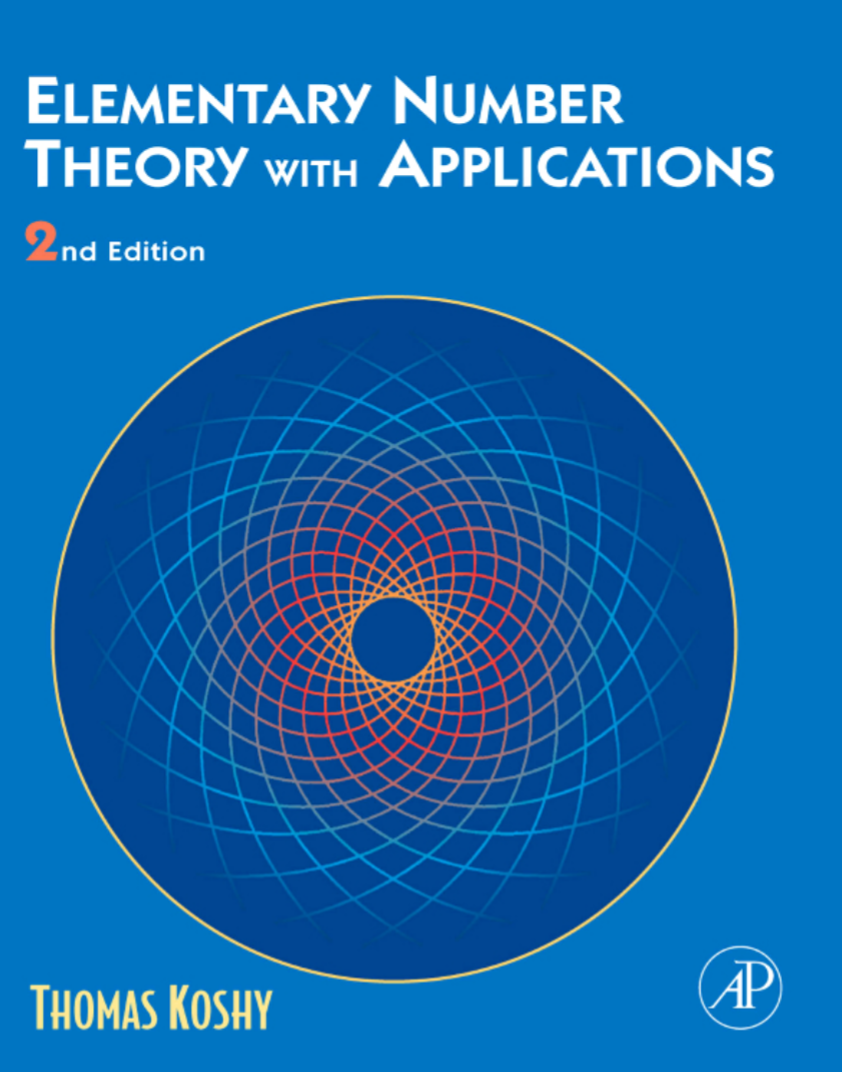 ELEMENTARY NUMBER
THEORY WITH APPLICATIONS
2nd Edition
THOMAS KOSHY
AP